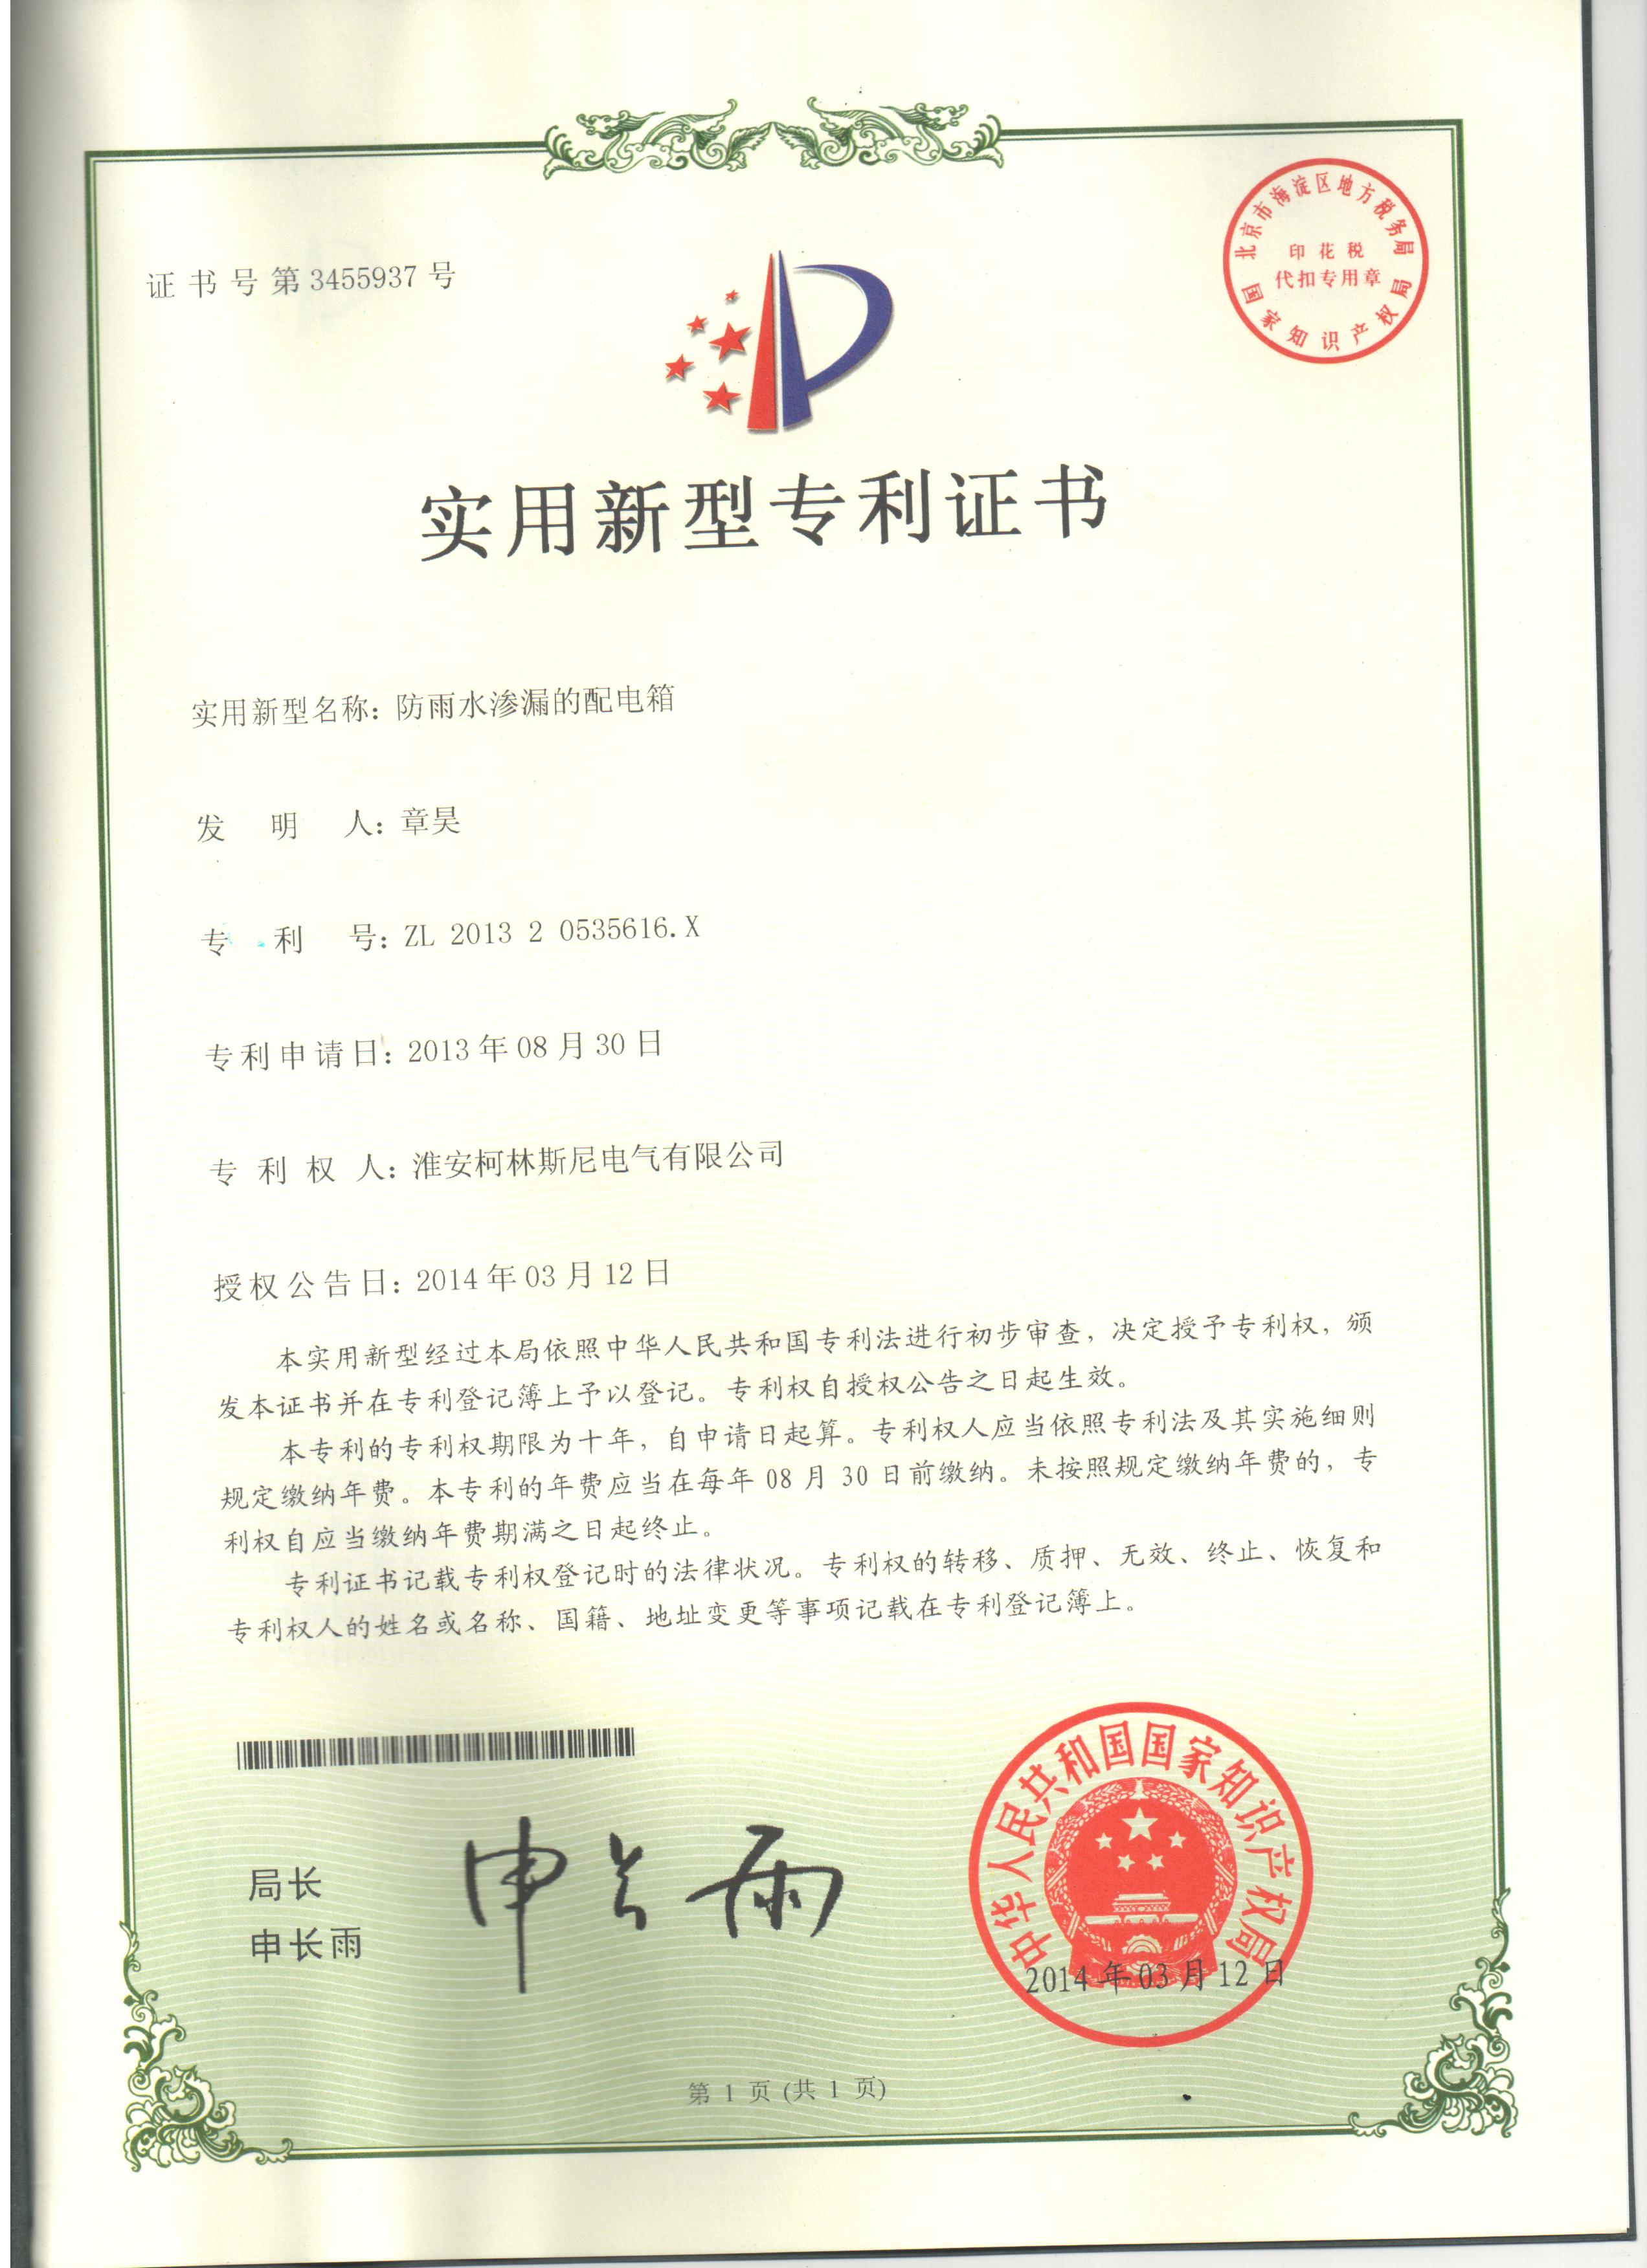 证书号第3455937号
北京市海淀区地方税务局
印花税
代扣专用章
国家知识产权局
实用新型专利证书
实用新型名称：防雨水渗漏的配电箱
发明人：章昊
专利号：ZL 2013 2 0535616.X
专利申请日：2013年08月30日
专利权人：淮安柯林斯尼电气有限公司
授权公告日：2014年03月12日
本实用新型经过本局依照中华人民共和国专利法进行初步审查，决定授予专利权，颁
发本证书并在专利登记簿上予以登记。专利权自授权公告之日起生效。
本专利的专利权期限为十年，自申请日起算。专利权人应当依照专利法及其实施细则
规定缴纳年费。本专利的年费应当在每年08月30日前缴纳。未按照规定缴纳年费的，专
利权自应当缴纳年费期满之日起终止。
专利证书记载专利权登记时的法律状况。专利权的转移、质押、无效、终止、恢复和
专利权人的姓名或名称、国籍、地址变更等事项记载在专利登记簿上。
局长
申长雨
申长雨
中华人民共和国国家知识产权局
2014年03月12日
第1页(共1页)